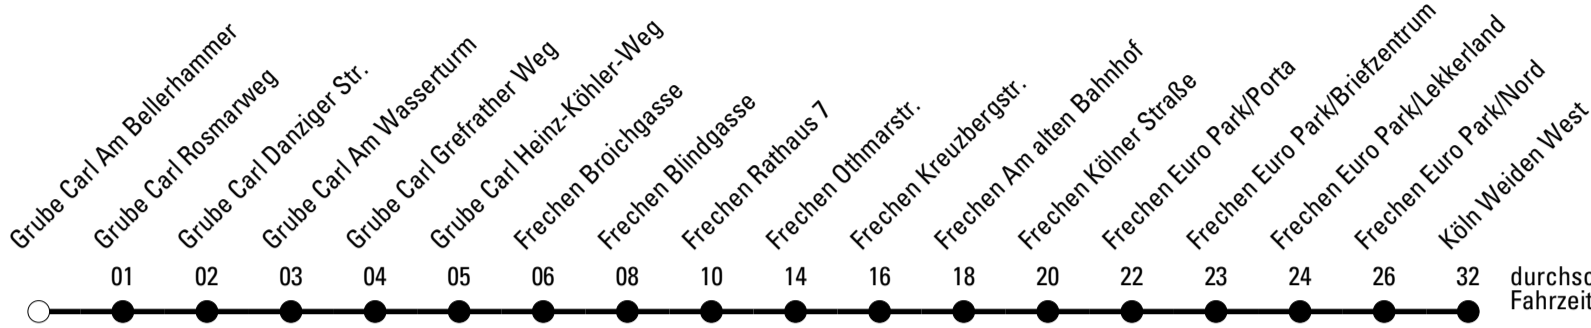 Grube Carl Am Bellerhammer
Grube Carl Rosmarweg
Grube Carl Danziger Str.
Grube Carl Am Wasserturm
Grube Carl Grefrather Weg
Grube Carl Heinz-Köhler-Weg
Frechen Broichgasse
Frechen Blindgasse
Frechen Rathaus 7
Frechen Othmarstr.
Frechen Kreuzbergstr.
Frechen Am alten Bahnhof
Frechen Kölner Straße
Frechen Euro Park/Porta
Frechen Euro Park/Briefzentrum
Frechen Euro Park/Lekkerland
Frechen Euro Park/Nord
Köln Weiden West
01 02 03 04 05 06 08 10 14 16 18 20 22 23 24 26 32
durchsc
Fahrzeit